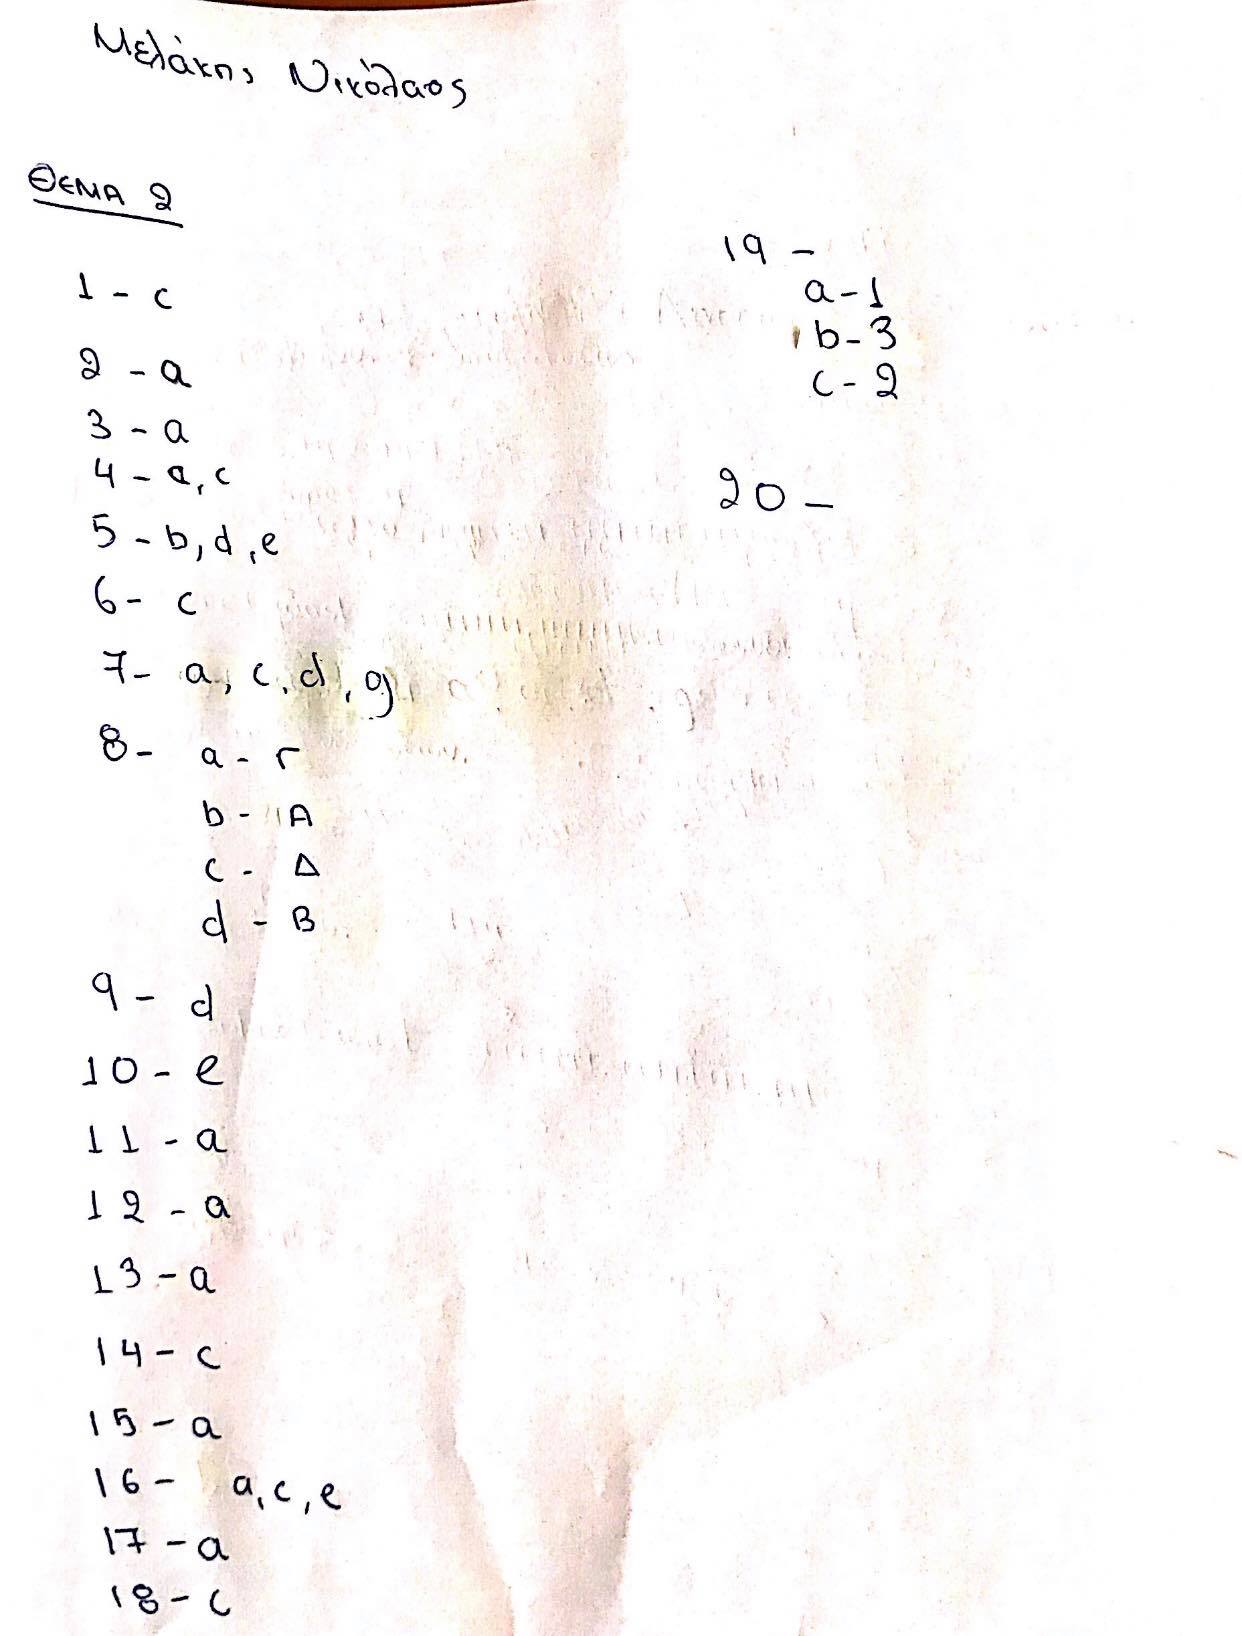 Μελάκης Νικόλαος
ΘΕΜΑ 2
1 - c
2 - a
3 - a
4 - a, c
5 - b, d, e
6 - c
7 - a, c, d, g
8 - a - Γ
b - A
c - Δ
d - B
9 - d
10 - e
11 - a
12 - a
13 - a
14 - c
15 - a
16 - a, c, e
17 - a
18 - c
19 -
a - 1
b - 3
c - 2
20 -